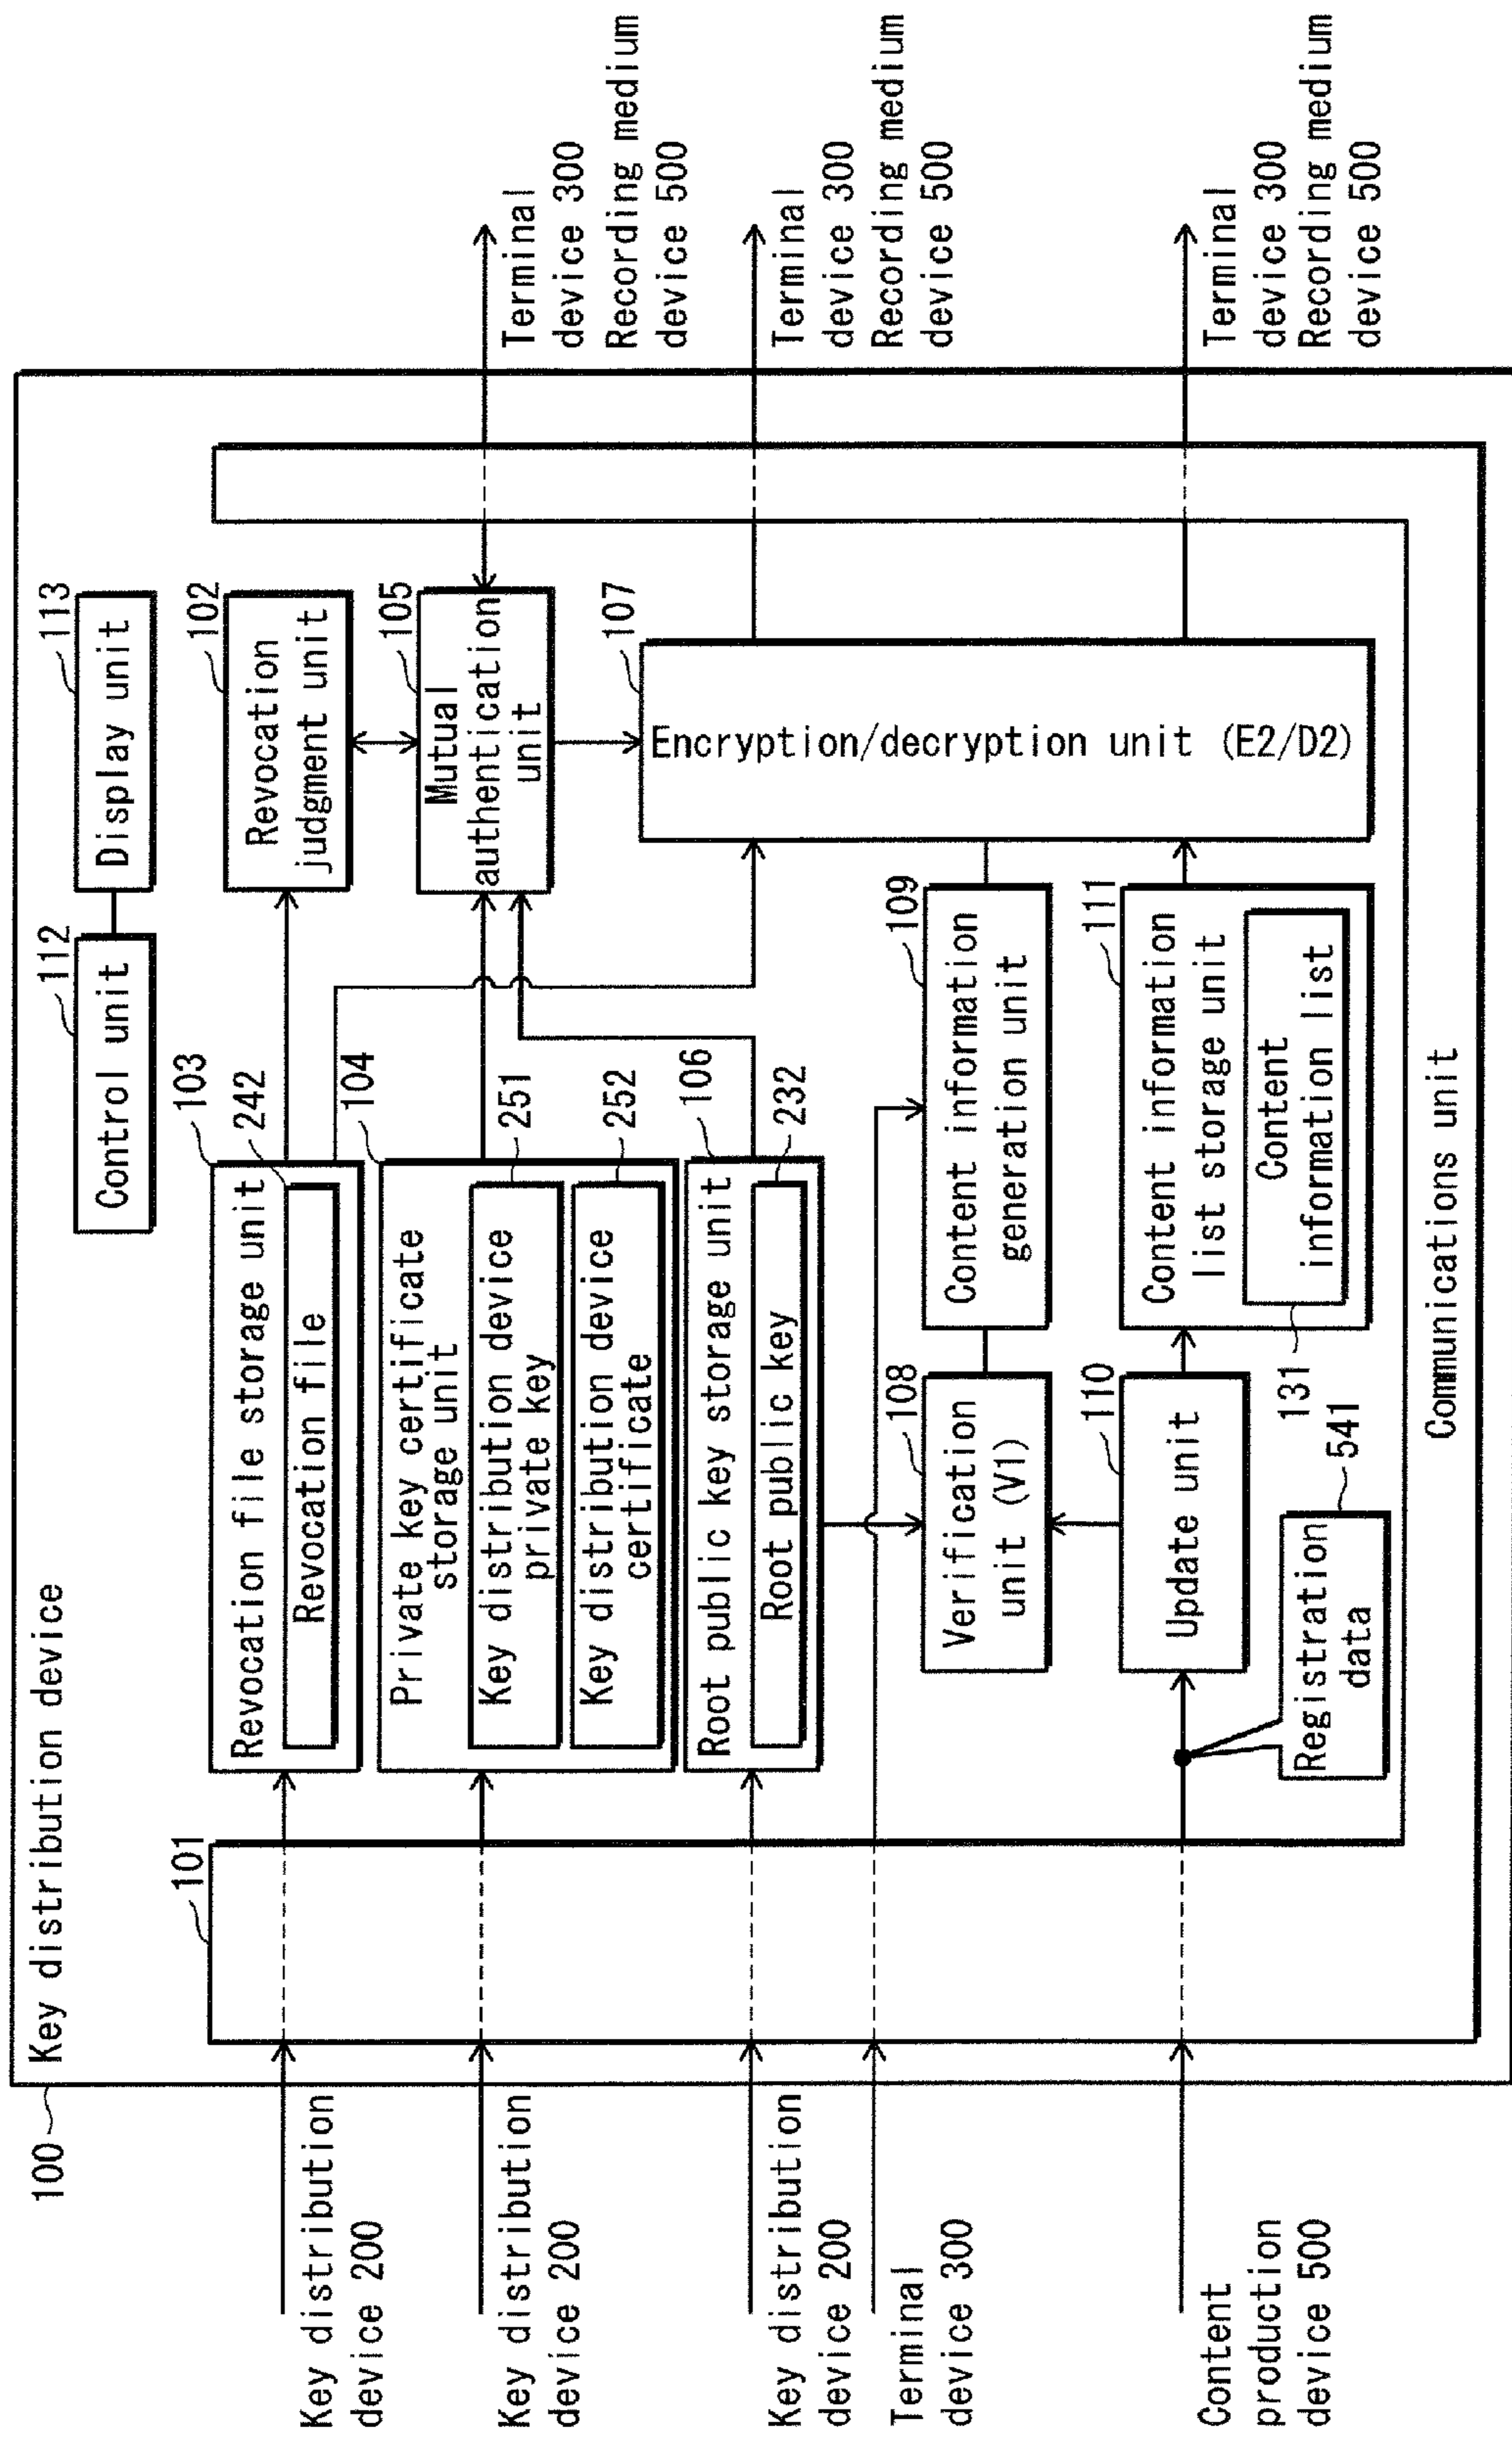 Key distribution device
100
101
Key distribution
device 200
Key distribution
device 200
Key distribution
device 200
Terminal
device 300
Content
production
device 500
112
Control unit
113
Display unit
103
Revocation file storage unit
242
Revocation file
102
Revocation
judgment unit
104
Private key certificate
storage unit
251
Key distribution device
private key
252
Key distribution device
certificate
105
Mutual
authentication
unit
106
Root public key storage unit
232
Root public key
107
Encryption/decryption unit (E2/D2)
108
Verification
unit (V1)
109
Content information
generation unit
110
Update unit
111
Content information
list storage unit
Content
information list
131
541
Registration
data
Communications unit
Terminal
device 300
Recording medium
device 500
Terminal
device 300
Recording medium
device 500
Terminal
device 300
Recording medium
device 500